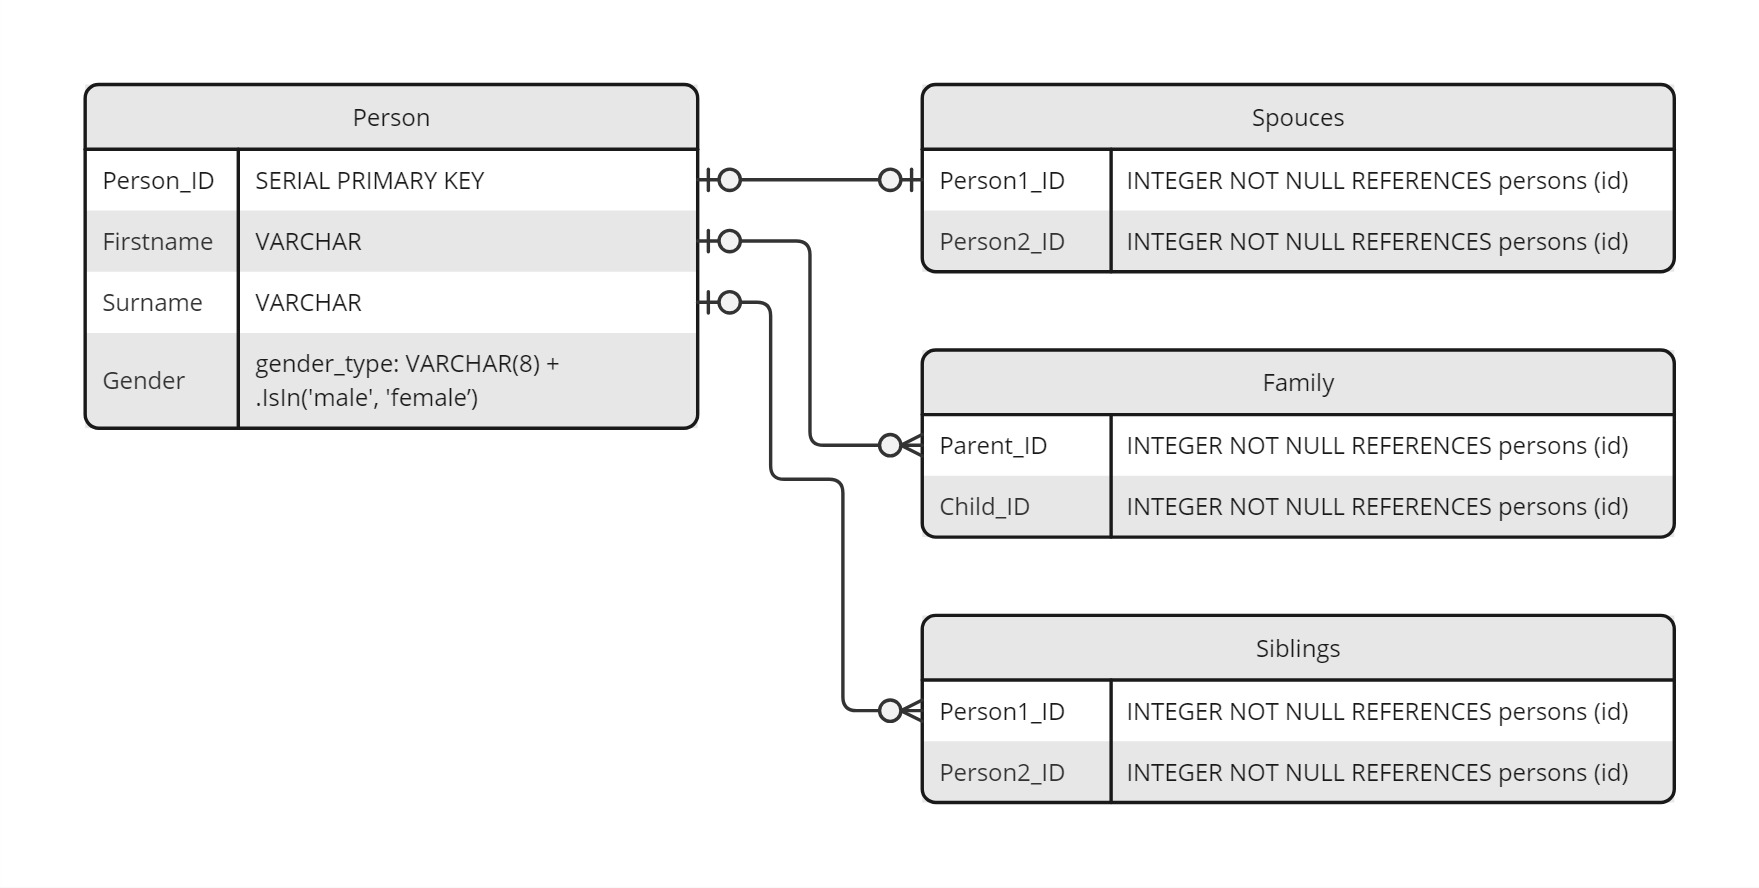 Person
Person_ID SERIAL PRIMARY KEY
Firstname VARCHAR
Surname VARCHAR
Gender gender_type: VARCHAR(8) +
.IsIn('male', 'female’)
Spouces
Person1_ID INTEGER NOT NULL REFERENCES persons (id)
Person2_ID INTEGER NOT NULL REFERENCES persons (id)
Family
Parent_ID INTEGER NOT NULL REFERENCES persons (id)
Child_ID INTEGER NOT NULL REFERENCES persons (id)
Siblings
Person1_ID INTEGER NOT NULL REFERENCES persons (id)
Person2_ID INTEGER NOT NULL REFERENCES persons (id)